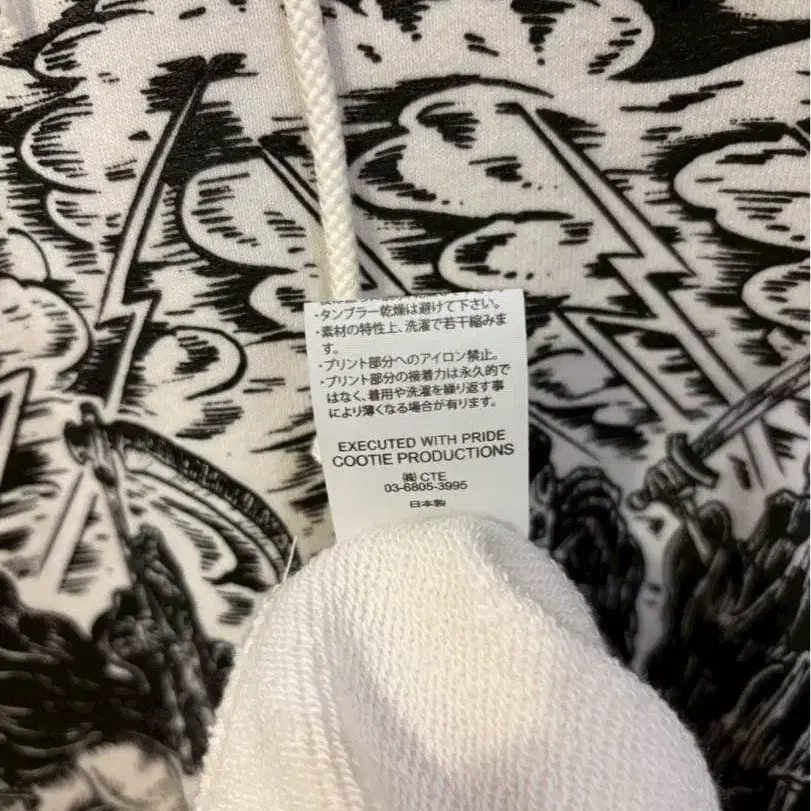 ・タンブラー乾燥は避けて下さい。
・素材の特性上、洗濯で若干縮みま
す。
・プリント部分へのアイロン禁止。
・プリント部分の接着力は永久的で
はなく、着用や洗濯を繰り返す事
により薄くなる場合が有ります。
EXECUTED WITH PRIDE
COOTIE PRODUCTIONS
㈱ CTE
03-6805-3995
日本製